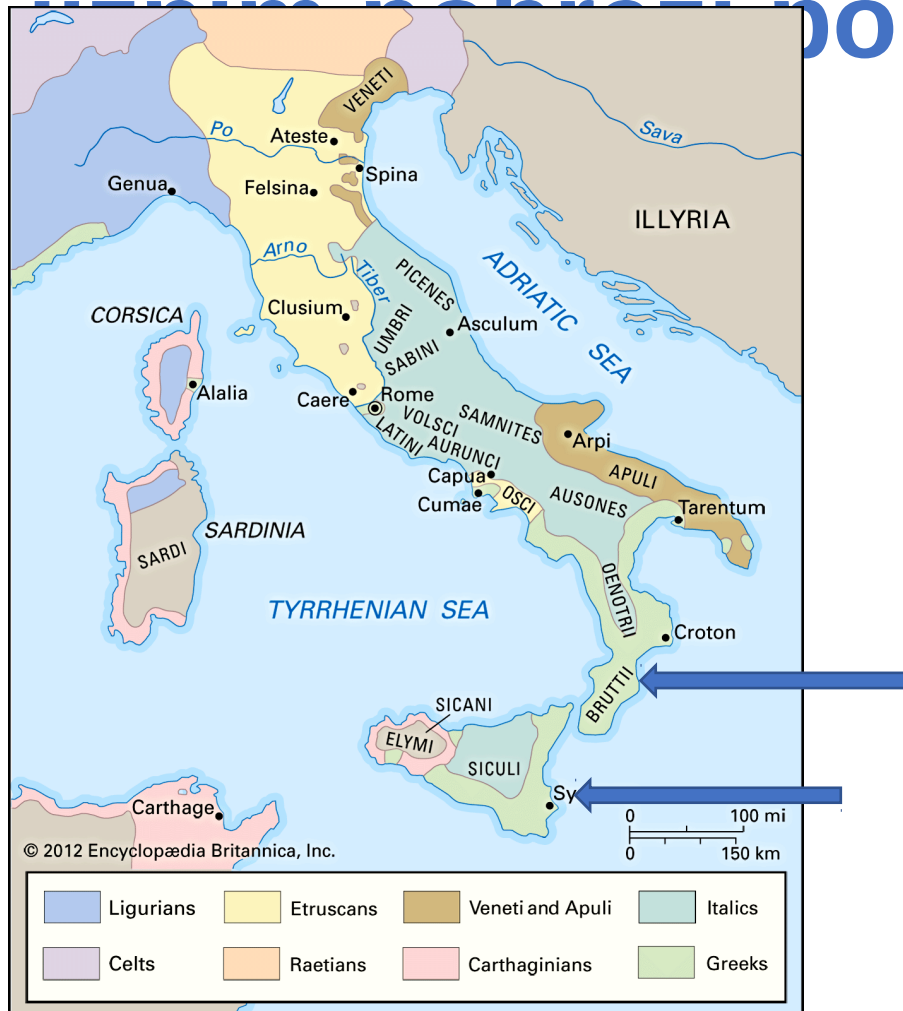 po
VENETI
Po
Ateste
Sava
Spina
Genua
Felsina
ILLYRIA
Arno
Tiber
PICENES
ADRIATIC SEA
CORSICA
Clusium
UMBRI
Asculum
SABINI
Alalia
Caere
Rome
VOLSCI
SAMNITES
LATINI
AURUNCI
Arpi
Capua
APULI
Cumae
OSCI
AUSONES
Tarentum
SARDINIA
SARDI
OENOTRII
TYRRHENIAN SEA
Croton
BRUTTII
SICANI
ELYMI
SICULI
Sy
Carthage
0 100 mi
0 150 km
© 2012 Encyclopædia Britannica, Inc.
Ligurians Etruscans Veneti and Apuli Italics
Celts Raetians Carthaginians Greeks